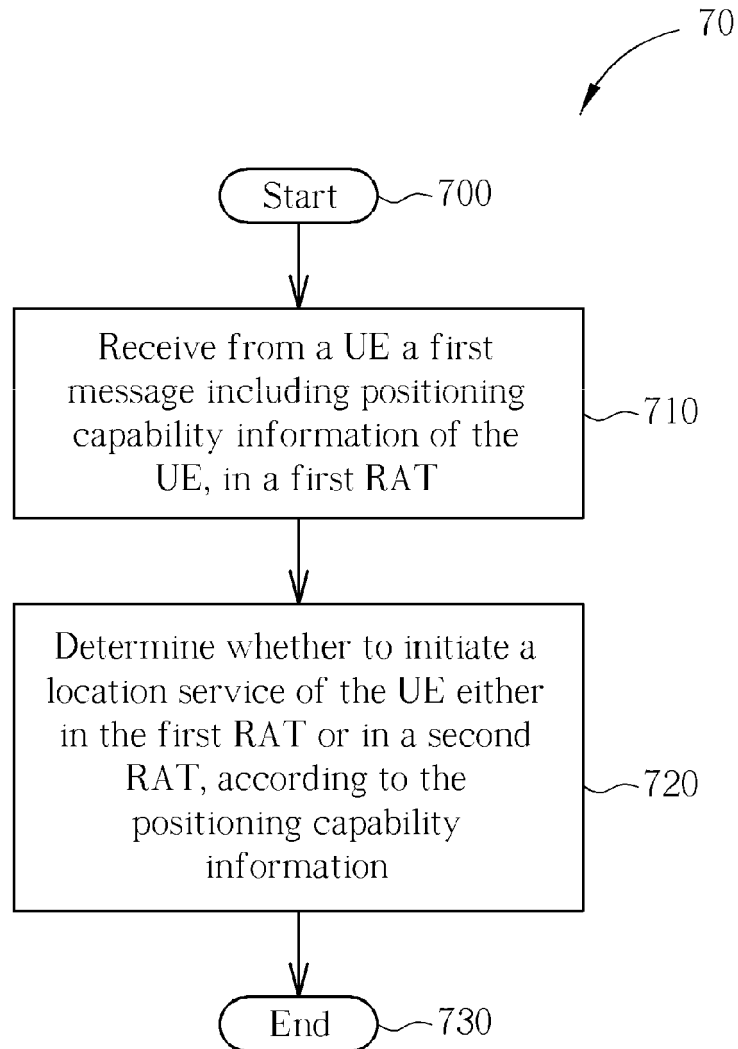 70
Start
700
Receive from a UE a first
message including positioning
capability information of the
UE, in a first RAT
710
Determine whether to initiate a
location service of the UE either
in the first RAT or in a second
RAT, according to the
positioning capability
information
720
End
730